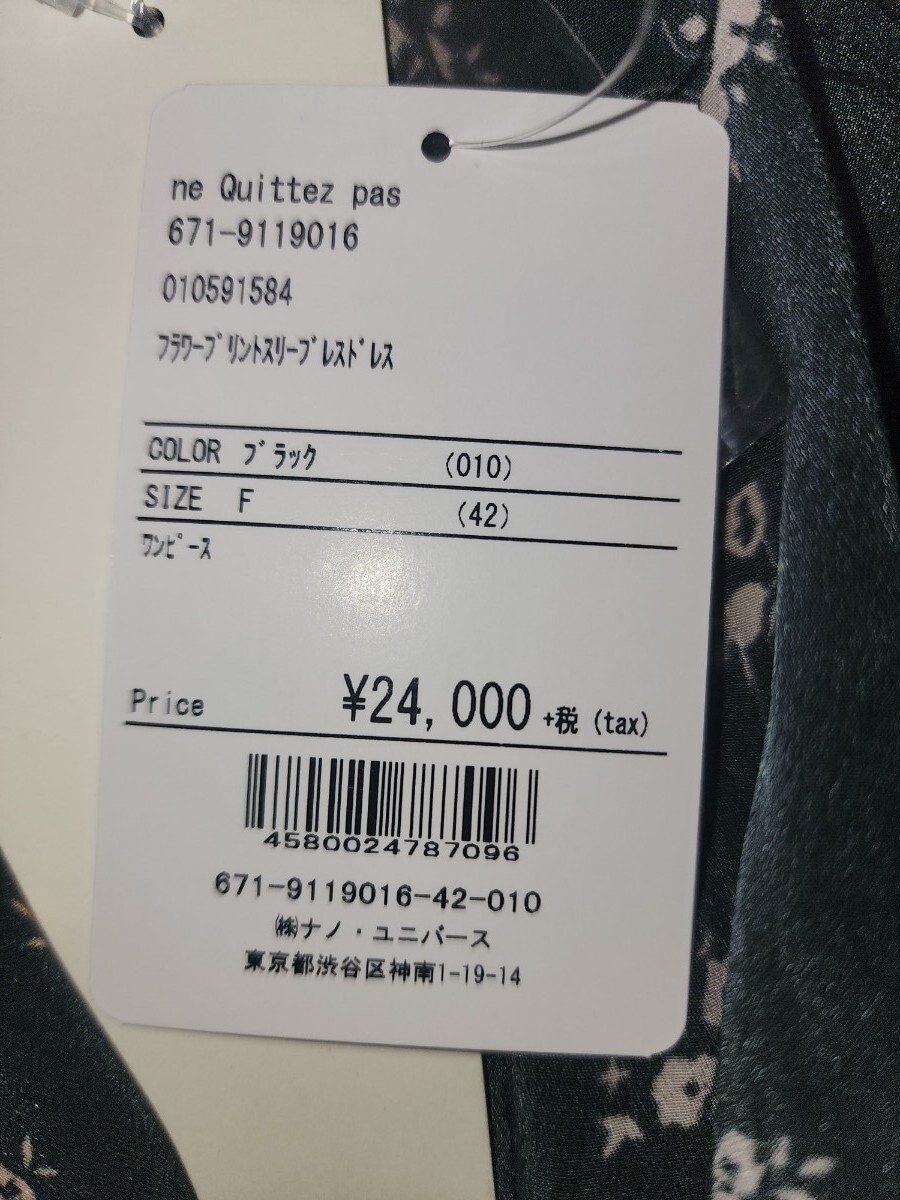 ne Quittez pas
671-9119016
010591584
ﾌﾗﾜｰﾌﾟﾘﾝﾄｽﾘｰﾌﾞﾚｽﾄﾞﾚｽ
COLOR ﾌﾞﾗｯｸ (010)
SIZE F (42)
ﾜﾝﾋﾟｰｽ
Price ¥24,000 +税 (tax)
4580024787096
671-9119016-42-010
㈱ナノ・ユニバース
東京都渋谷区神南1-19-14